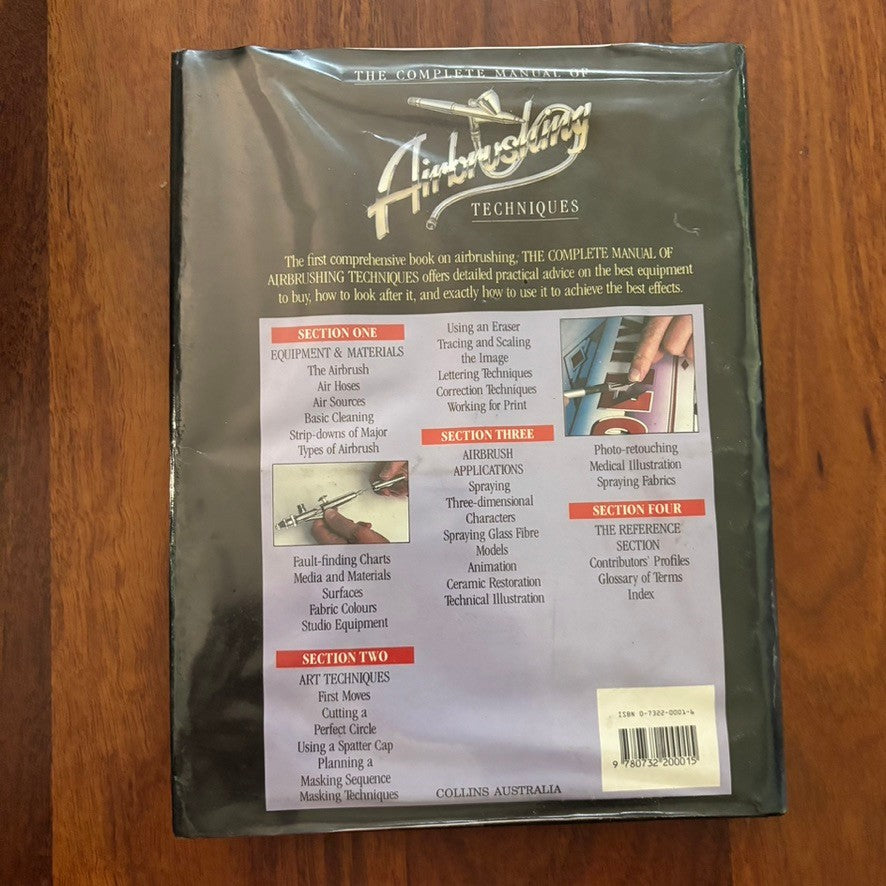 THE COMPLETE MANUAL OF
Airbrushing
TECHNIQUES
The first comprehensive book on airbrushing, THE COMPLETE MANUAL OF
AIRBRUSHING TECHNIQUES offers detailed practical advice on the best equipment
to buy, how to look after it, and exactly how to use it to achieve the best effects.
SECTION ONE
EQUIPMENT & MATERIALS
The Airbrush
Air Hoses
Air Sources
Basic Cleaning
Strip-downs of Major
Types of Airbrush
Fault-finding Charts
Media and Materials
Surfaces
Fabric Colours
Studio Equipment
SECTION TWO
ART TECHNIQUES
First Moves
Cutting a
Perfect Circle
Using a Spatter Cap
Planning a
Masking Sequence
Masking Techniques
Using an Eraser
Tracing and Scaling
the Image
Lettering Techniques
Correction Techniques
Working for Print
SECTION THREE
AIRBRUSH
APPLICATIONS
Spraying
Three-dimensional
Characters
Spraying Glass Fibre
Models
Animation
Ceramic Restoration
Technical Illustration
Photo-retouching
Medical Illustration
Spraying Fabrics
SECTION FOUR
THE REFERENCE
SECTION
Contributors' Profiles
Glossary of Terms
Index
COLLINS AUSTRALIA
ISBN 0-7322-0001-6
9 780732 200015